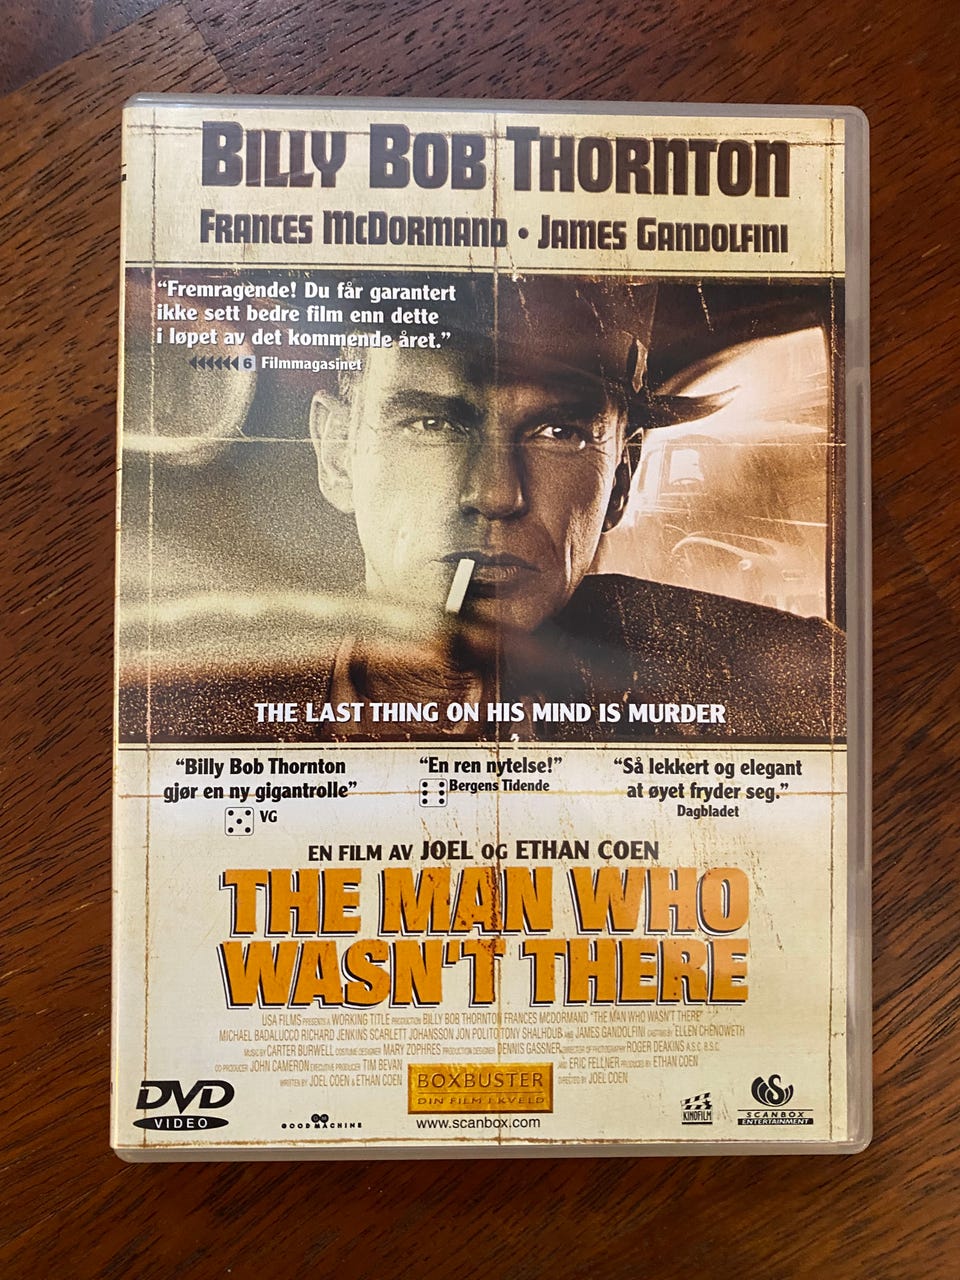 BILLY BOB THORNTON
FRANCES MCDORMAND • JAMES GANDOLFINI
“Fremragende! Du får garantert
ikke sett bedre film enn dette
i løpet av det kommende året.”
6 Filmmagasinet
THE LAST THING ON HIS MIND IS MURDER
“Billy Bob Thornton
gjør en ny gigantrolle”
VG
“En ren nytelse!”
Bergens Tidende
“Så lekkert og elegant
at øyet fryder seg.”
Dagbladet
EN FILM AV JOEL OG ETHAN COEN
THE MAN WHO
WASN'T THERE
USA FILMS PRESENTS A WORKING TITLE PRODUCTION BILLY BOB THORNTON FRANCES MCDORMAND "THE MAN WHO WASN'T THERE"
MICHAEL BADALUCCO RICHARD JENKINS SCARLETT JOHANSSON JON POLITO TONY SHALHOUB AND JAMES GANDOLFINI CASTING BY ELLEN CHENOWETH
MUSIC BY CARTER BURWELL COSTUME DESIGNER MARY ZOPHRES PRODUCTION DESIGNER DENNIS GASSNER DIRECTOR OF PHOTOGRAPHY ROGER DEAKINS A.S.C. B.S.C.
CO-PRODUCER JOHN CAMERON EXECUTIVE PRODUCER TIM BEVAN AND ERIC FELLNER PRODUCED BY ETHAN COEN
WRITTEN BY JOEL COEN & ETHAN COEN DIRECTED BY JOEL COEN
DVD
VIDEO
GOOD MACHINE
BOXBUSTER
DIN FILM I KVELD
www.scanbox.com
KINOFILM
SCANBOX
ENTERTAINMENT